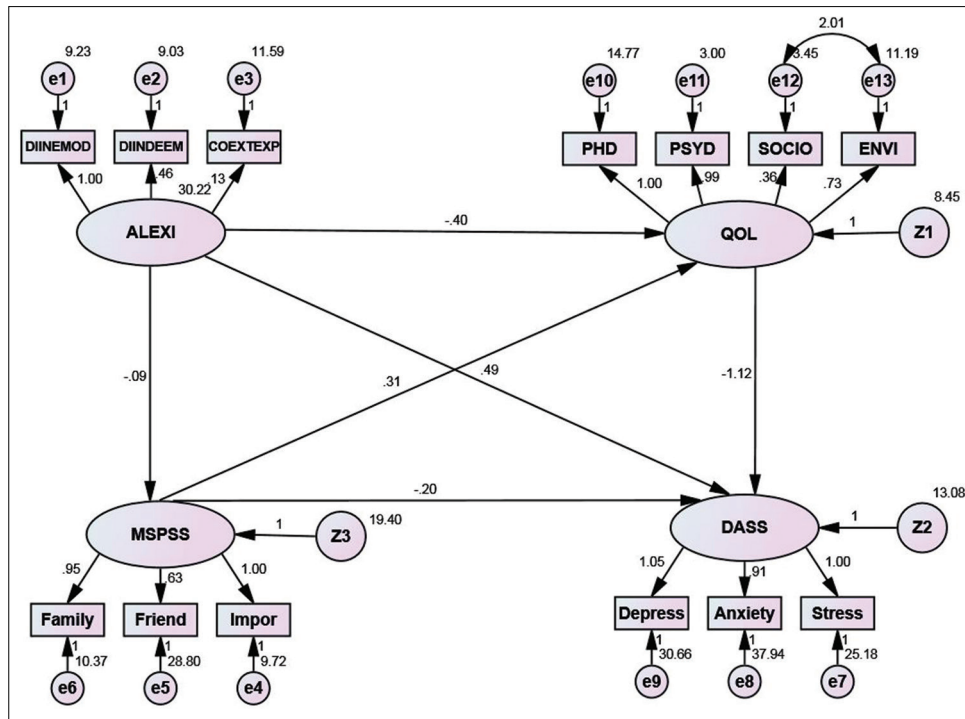 2.01
9.23 9.03 11.59 14.77 3.00 3.45 11.19
e1 e2 e3 e10 e11 e12 e13
1 1 1 1 1 1 1
DIINEMOD DIINDEEM COEXTEXP PHD PSYD SOCIO ENVI
1.00 .46 30.22 .13 1.00 .99 .36 .73
8.45
ALEXI -.40 QOL 1 Z1
-.09 .31 .49 -1.12
-.20
13.08
MSPSS 1 Z3 19.40 DASS 1 Z2
.95 .63 1.00 1.05 .91 1.00
Family Friend Impor Depress Anxiety Stress
1 1 1 1 1 1
10.37 28.80 9.72 30.66 37.94 25.18
e6 e5 e4 e9 e8 e7